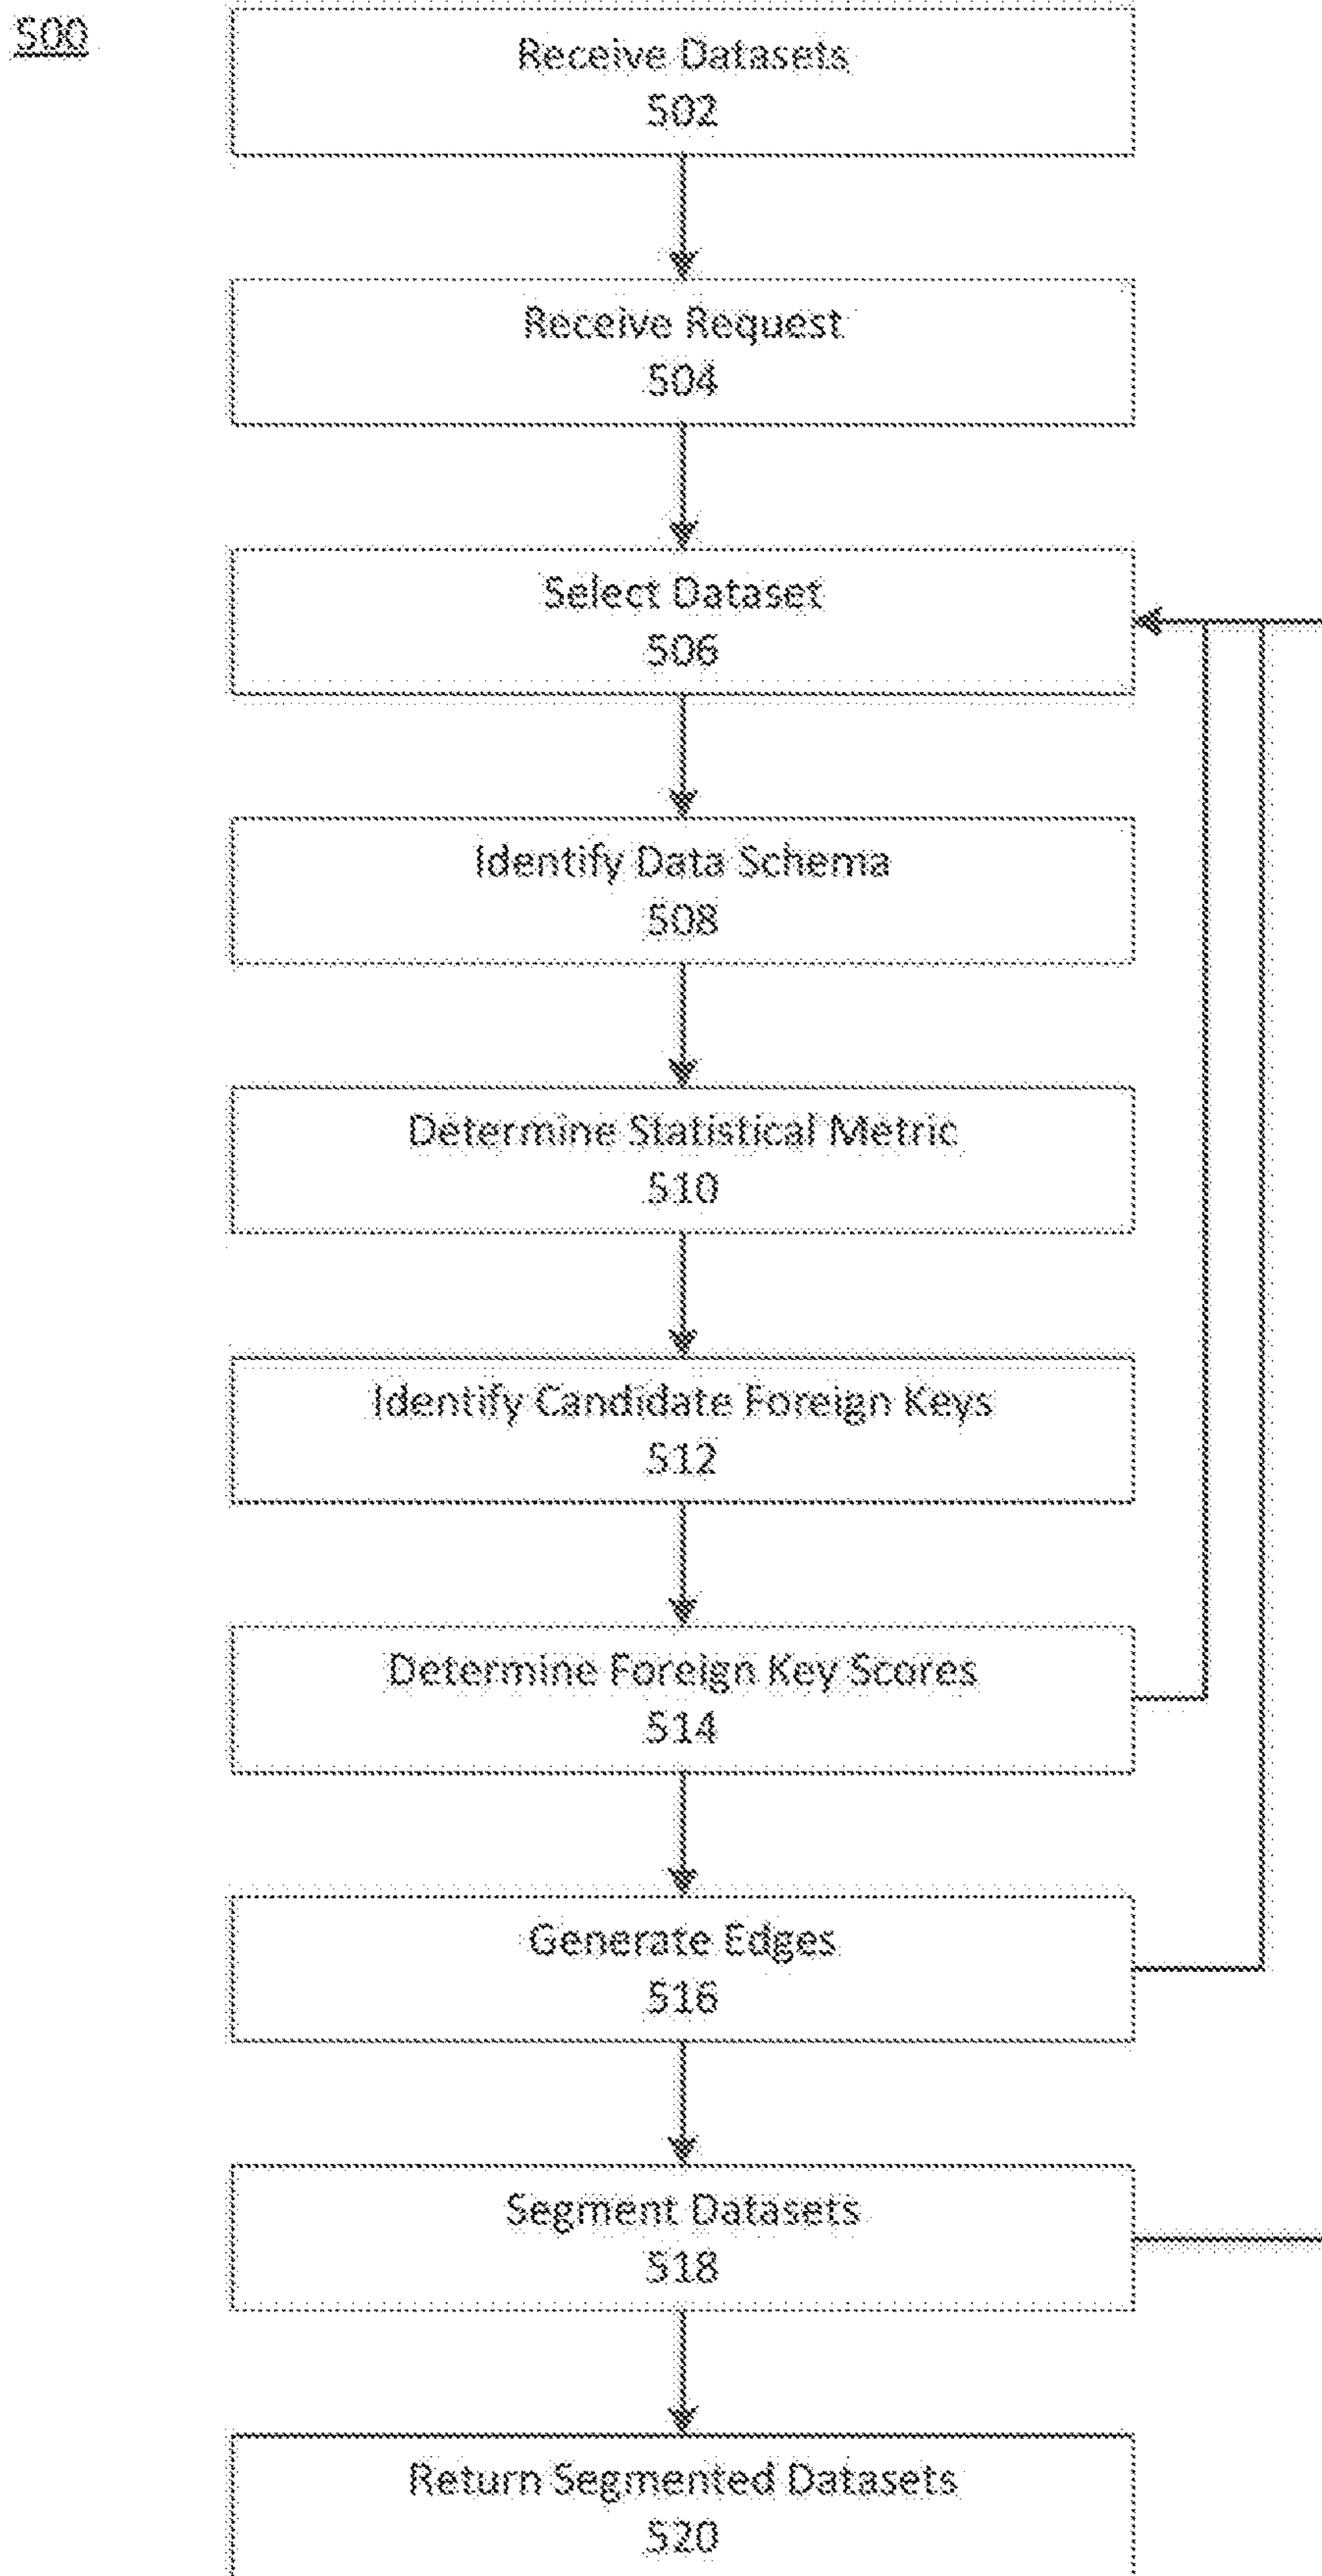 500
Receive Datasets
502
Receive Request
504
Select Dataset
506
Identify Data Schema
508
Determine Statistical Metric
510
Identify Candidate Foreign Keys
512
Determine Foreign Key Scores
514
Generate Edges
516
Segment Datasets
518
Return Segmented Datasets
520